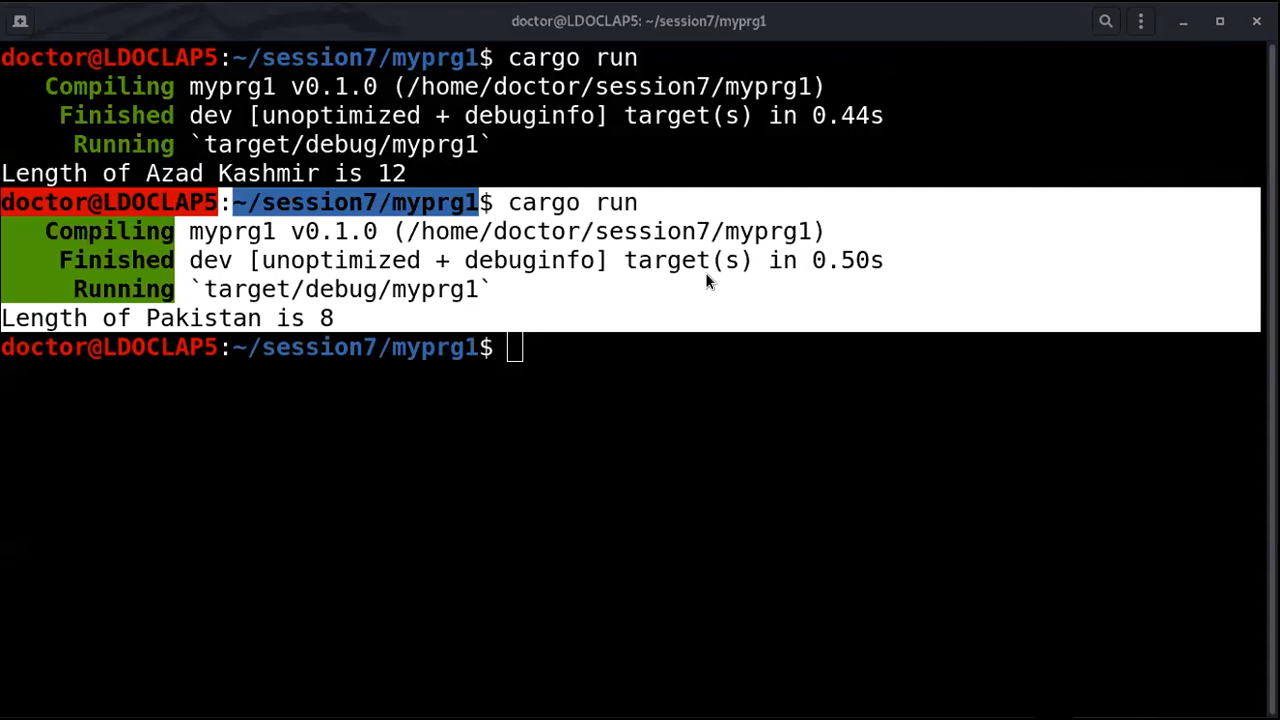 doctor@LDOCLAP5: ~/session7/myprg1
doctor@LDOCLAP5:~/session7/myprg1$ cargo run
   Compiling myprg1 v0.1.0 (/home/doctor/session7/myprg1)
    Finished dev [unoptimized + debuginfo] target(s) in 0.44s
     Running `target/debug/myprg1`
Length of Azad Kashmir is 12
doctor@LDOCLAP5:~/session7/myprg1$ cargo run
   Compiling myprg1 v0.1.0 (/home/doctor/session7/myprg1)
    Finished dev [unoptimized + debuginfo] target(s) in 0.50s
     Running `target/debug/myprg1`
Length of Pakistan is 8
doctor@LDOCLAP5:~/session7/myprg1$